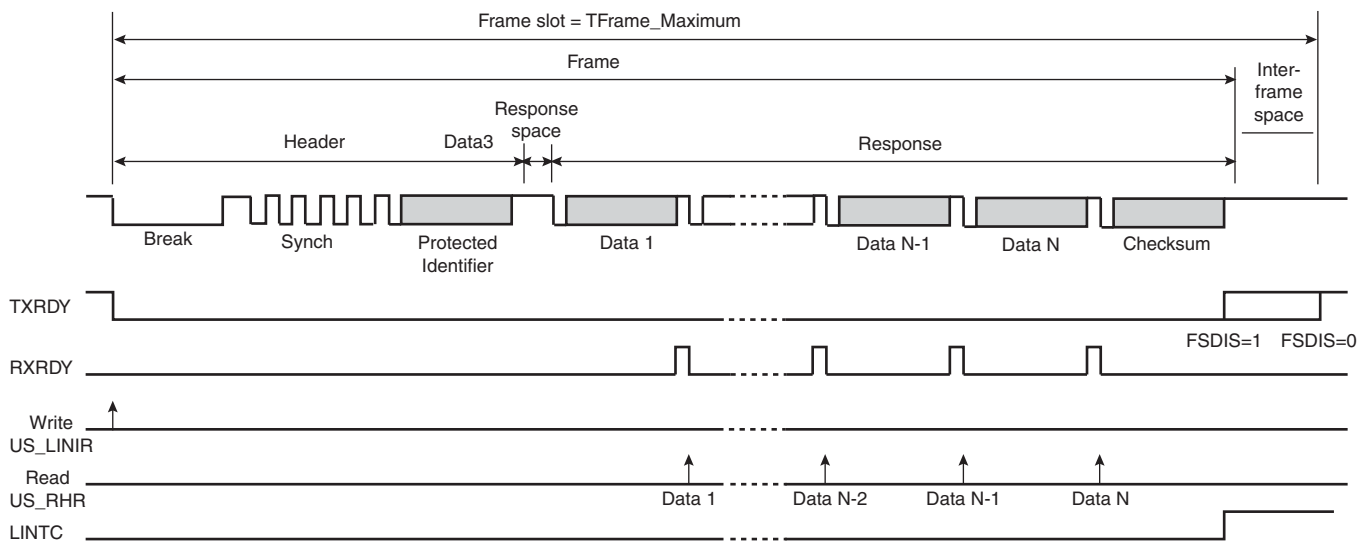 Frame slot = TFrame_Maximum
Frame
Inter-
frame
space
Response
space
Header
Data3
Response
Break
Synch
Protected
Identifier
Data 1
Data N-1
Data N
Checksum
TXRDY
FSDIS=1
FSDIS=0
RXRDY
Write
US_LINIR
Read
US_RHR
Data 1
Data N-2
Data N-1
Data N
LINTC